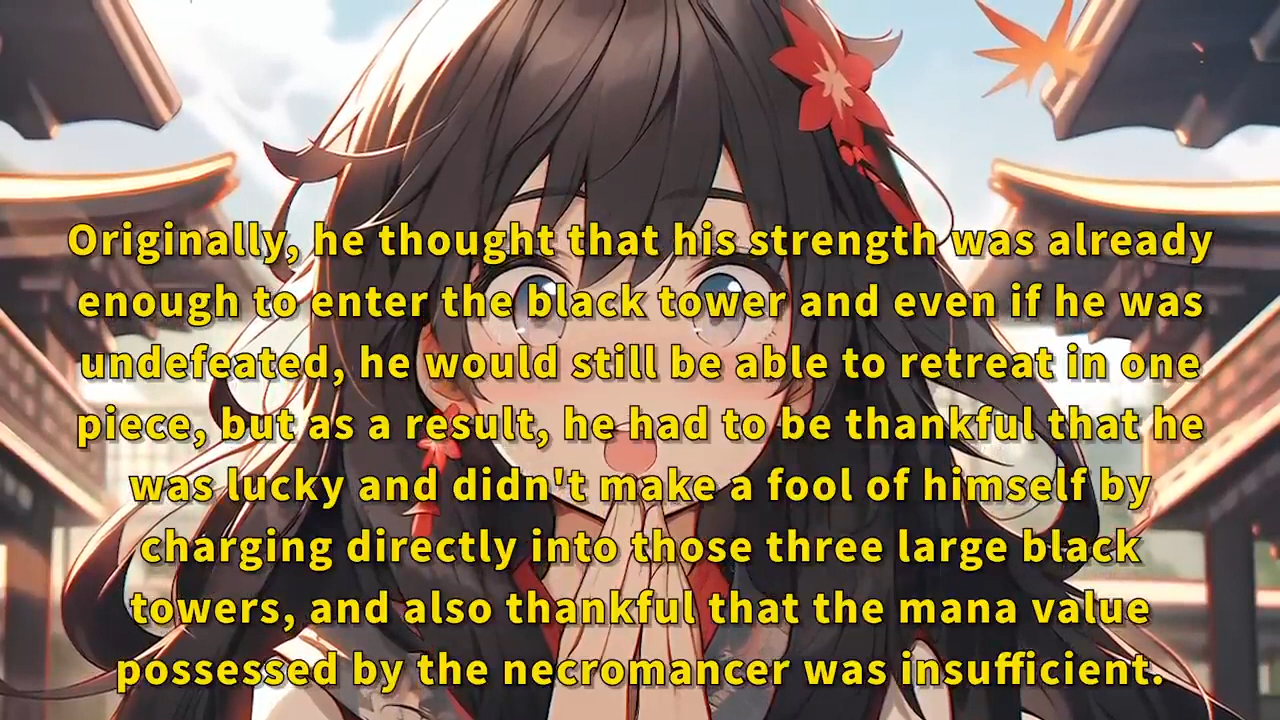 Originally, he thought that his strength was already
enough to enter the black tower and even if he was
undefeated, he would still be able to retreat in one
piece, but as a result, he had to be thankful that he
was lucky and didn't make a fool of himself by
charging directly into those three large black
towers, and also thankful that the mana value
possessed by the necromancer was insufficient.